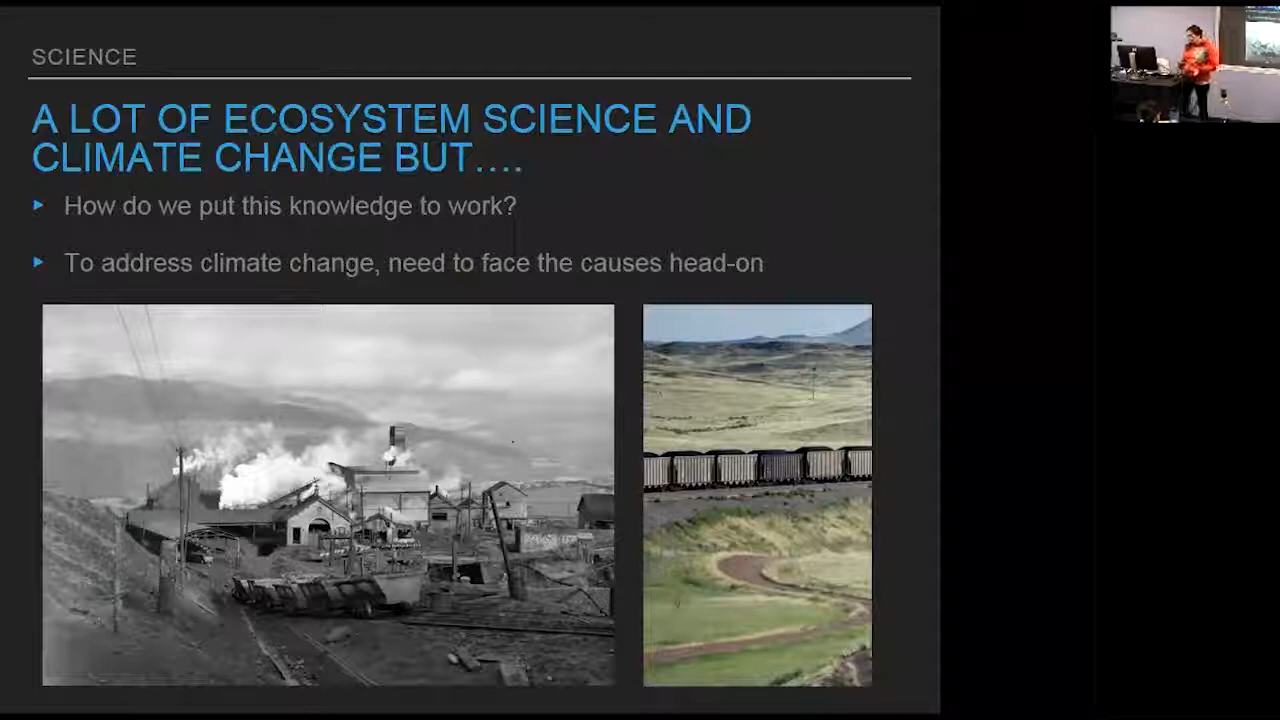 SCIENCE
A LOT OF ECOSYSTEM SCIENCE AND
CLIMATE CHANGE BUT....
How do we put this knowledge to work?
To address climate change, need to face the causes head-on